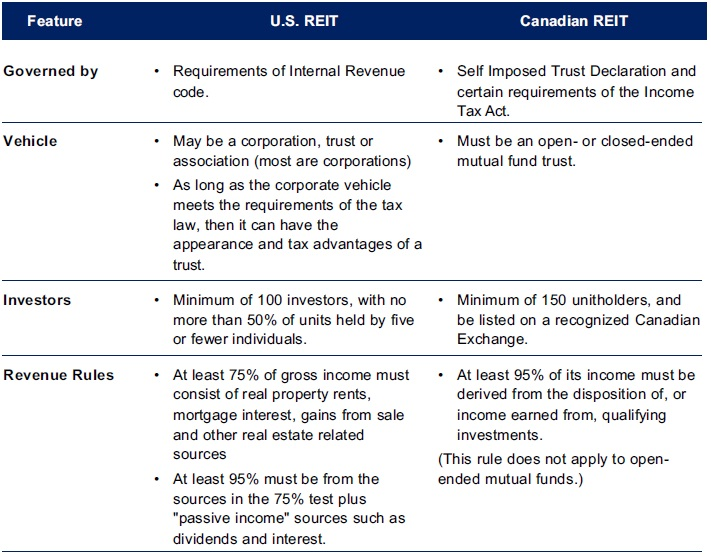 Feature U.S. REIT Canadian REIT
Governed by • Requirements of Internal Revenue • Self Imposed Trust Declaration and
code. certain requirements of the Income
Tax Act.
Vehicle • May be a corporation, trust or • Must be an open- or closed-ended
association (most are corporations) mutual fund trust.
• As long as the corporate vehicle
meets the requirements of the tax
law, then it can have the
appearance and tax advantages of a
trust.
Investors • Minimum of 100 investors, with no • Minimum of 150 unitholders, and
more than 50% of units held by five be listed on a recognized Canadian
or fewer individuals. Exchange.
Revenue Rules • At least 75% of gross income must • At least 95% of its income must be
consist of real property rents, derived from the disposition of, or
mortgage interest, gains from sale income earned from, qualifying
and other real estate related investments.
sources (This rule does not apply to open-
• At least 95% must be from the ended mutual funds.)
sources in the 75% test plus
"passive income" sources such as
dividends and interest.